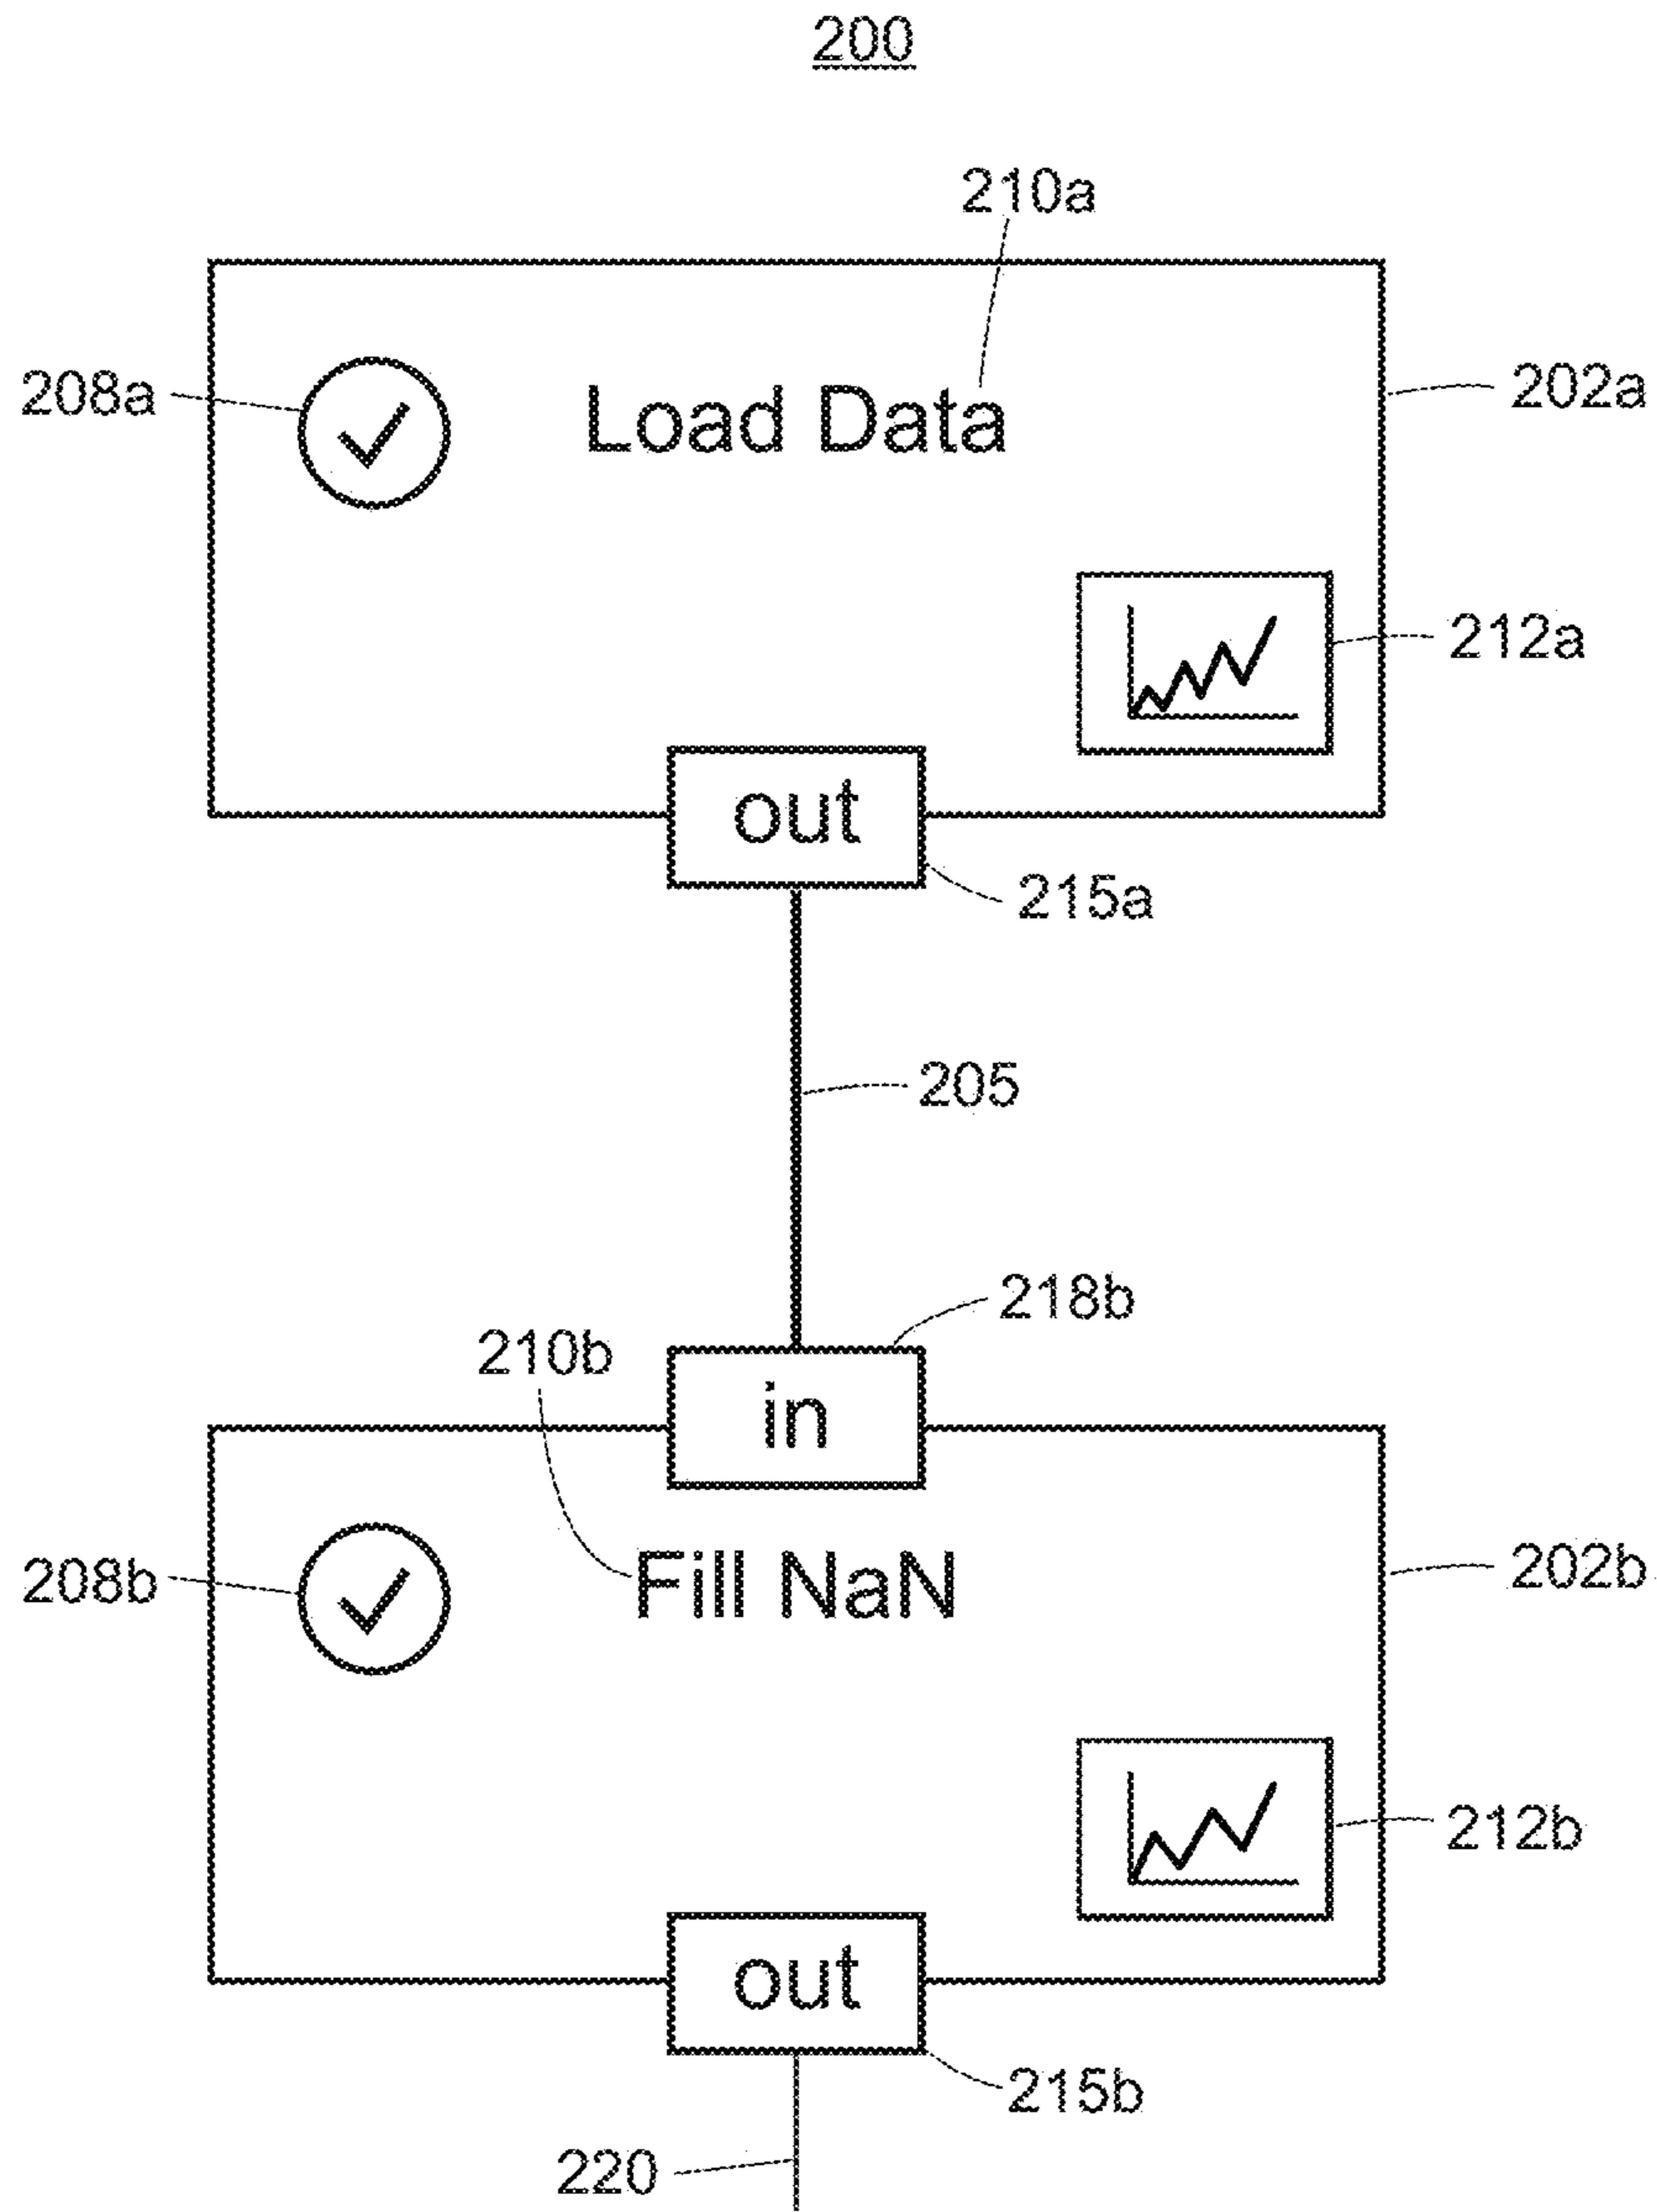 200
210a
208a
Load Data
202a
212a
out
215a
205
218b
210b
in
208b
Fill NaN
202b
212b
out
215b
220